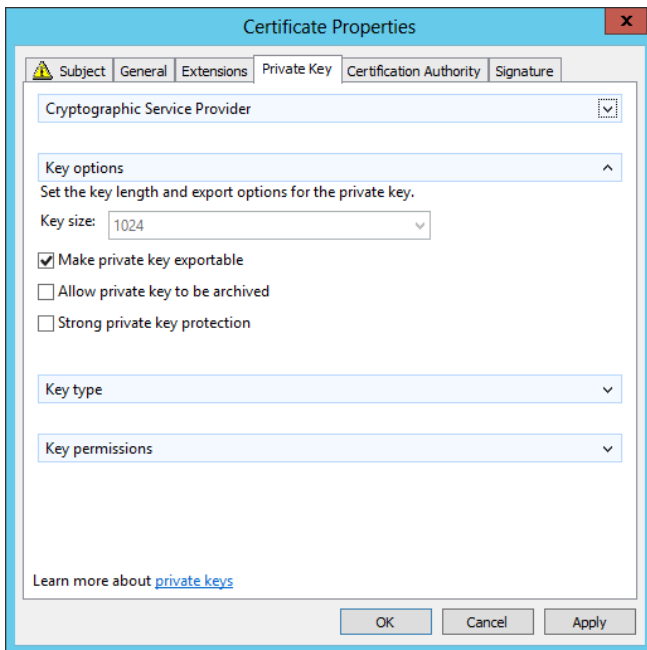 Certificate Properties
x
Subject General Extensions Private Key Certification Authority Signature
Cryptographic Service Provider
Key options
Set the key length and export options for the private key.
Key size: 1024
Make private key exportable
Allow private key to be archived
Strong private key protection
Key type
Key permissions
Learn more about private keys
OK Cancel Apply